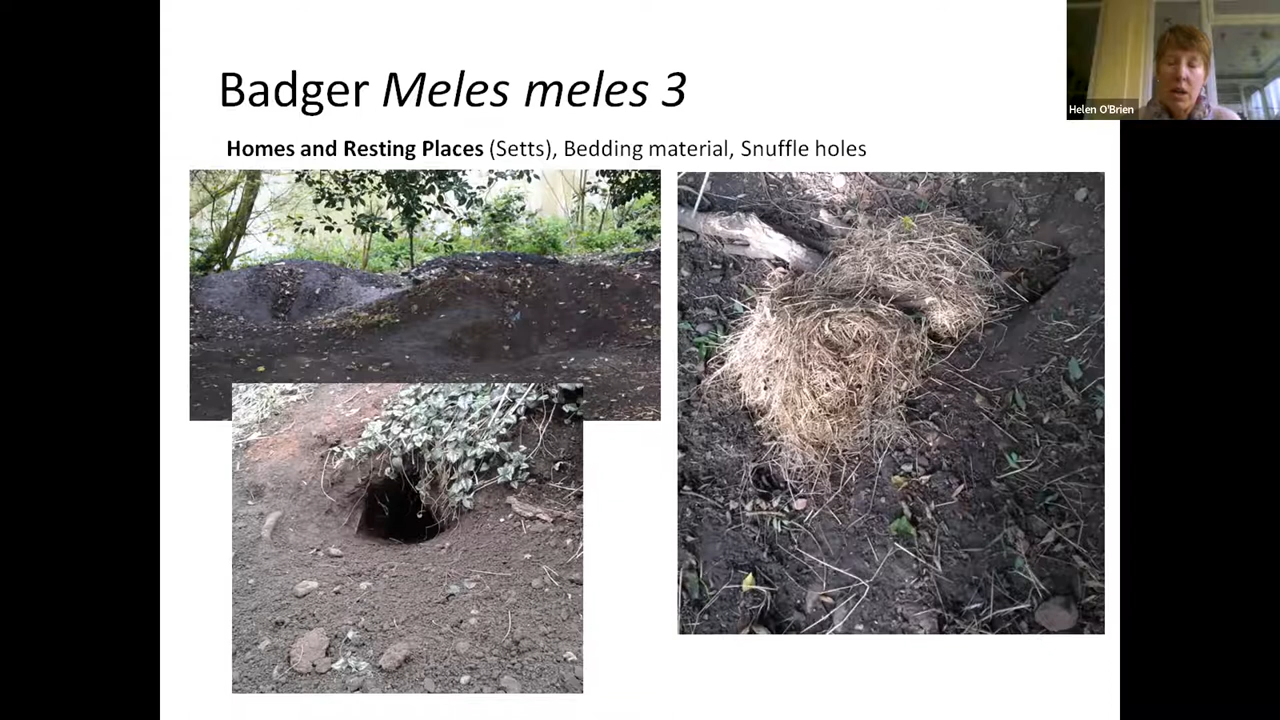 Badger Meles meles 3
Homes and Resting Places (Setts), Bedding material, Snuffle holes
Helen O'Brien